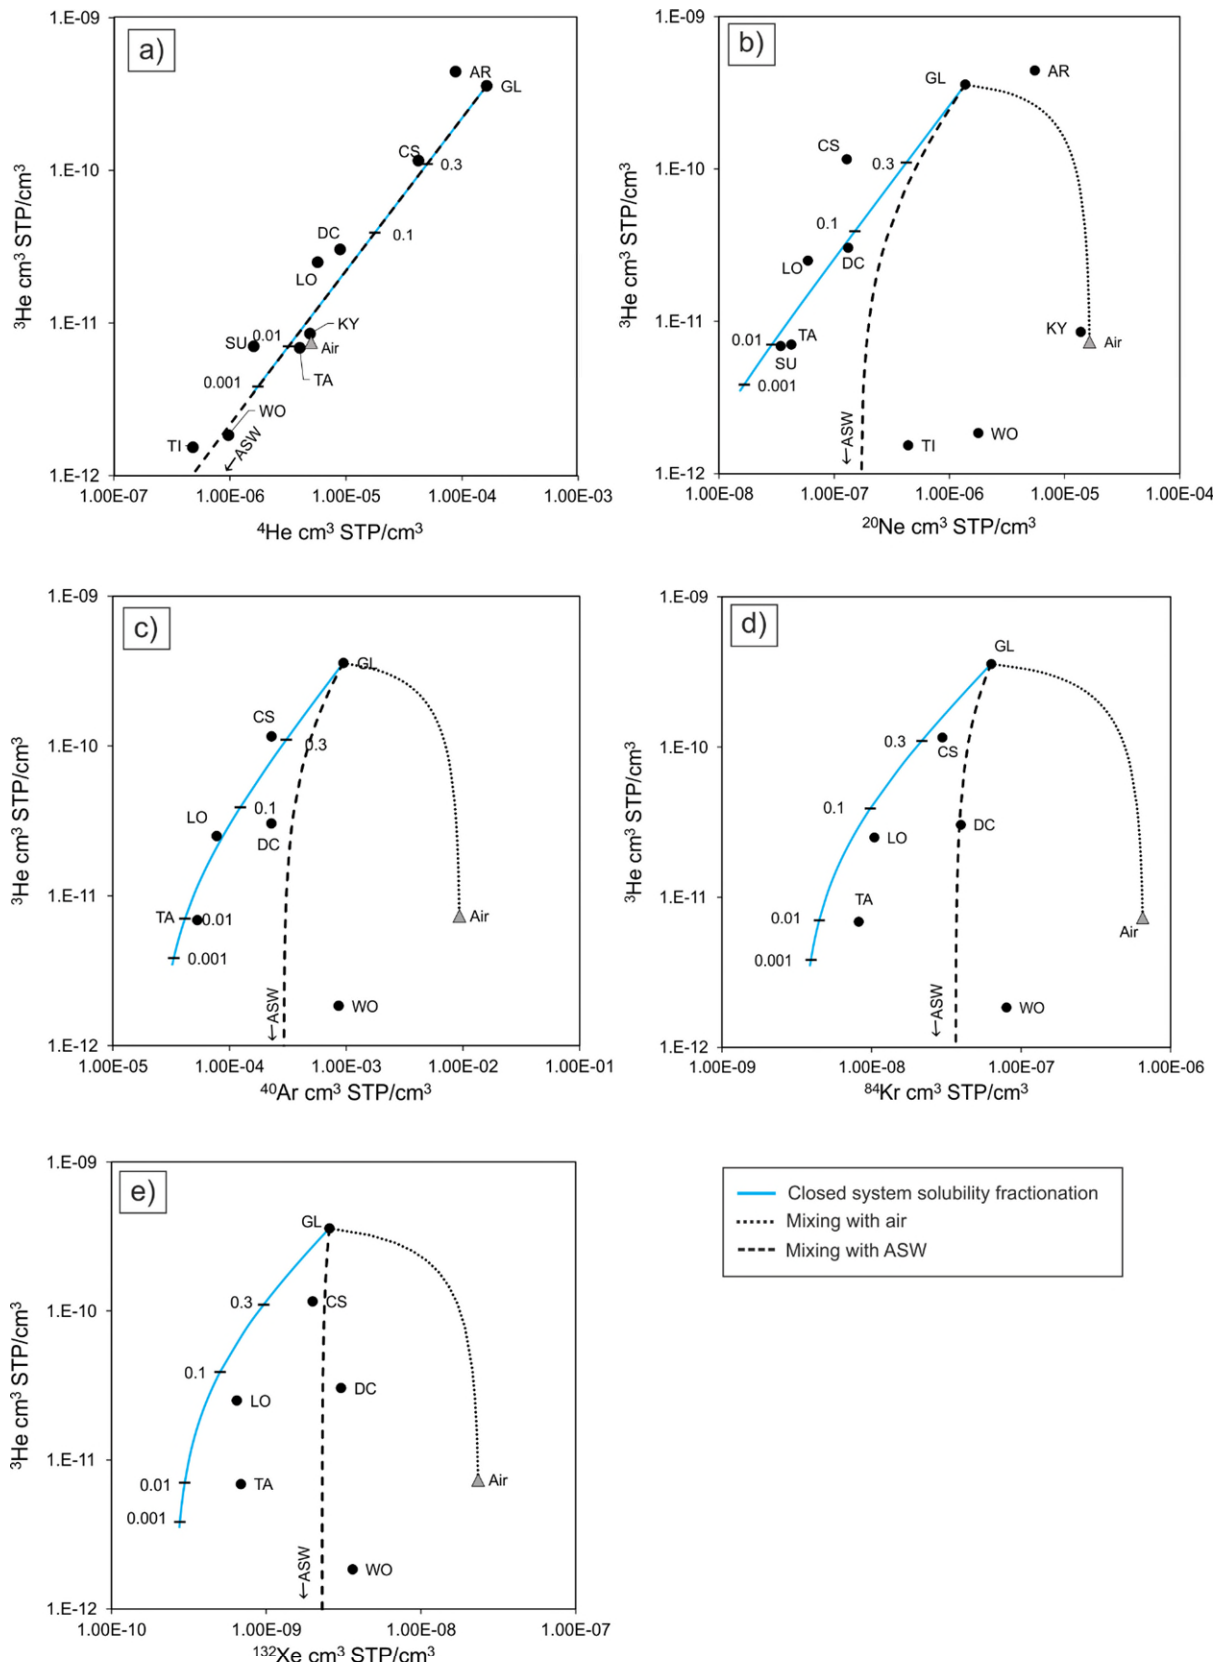 a)
1.E-09
1.E-10
1.E-11
1.E-12
³He cm³ STP/cm³
AR
GL
CS
0.3
0.1
DC
LO
KY
SU
0.01
Air
TA
0.001
WO
TI
←ASW
1.00E-07
1.00E-06
1.00E-05
1.00E-04
1.00E-03
⁴He cm³ STP/cm³
b)
1.E-09
1.E-10
1.E-11
1.E-12
³He cm³ STP/cm³
GL
AR
CS
0.3
0.1
DC
LO
KY
Air
0.01
TA
SU
0.001
←ASW
TI
WO
1.00E-08
1.00E-07
1.00E-06
1.00E-05
1.00E-04
²⁰Ne cm³ STP/cm³
c)
1.E-09
1.E-10
1.E-11
1.E-12
³He cm³ STP/cm³
GL
CS
0.3
0.1
LO
DC
TA
0.01
Air
0.001
←ASW
WO
1.00E-05
1.00E-04
1.00E-03
1.00E-02
1.00E-01
⁴⁰Ar cm³ STP/cm³
d)
1.E-09
1.E-10
1.E-11
1.E-12
³He cm³ STP/cm³
GL
0.3
CS
0.1
DC
LO
TA
0.01
Air
0.001
←ASW
WO
1.00E-09
1.00E-08
1.00E-07
1.00E-06
⁸⁴Kr cm³ STP/cm³
e)
1.E-09
1.E-10
1.E-11
1.E-12
³He cm³ STP/cm³
GL
0.3
CS
0.1
DC
LO
0.01
TA
Air
0.001
←ASW
WO
1.00E-10
1.00E-09
1.00E-08
1.00E-07
¹³²Xe cm³ STP/cm³
Closed system solubility fractionation
Mixing with air
Mixing with ASW